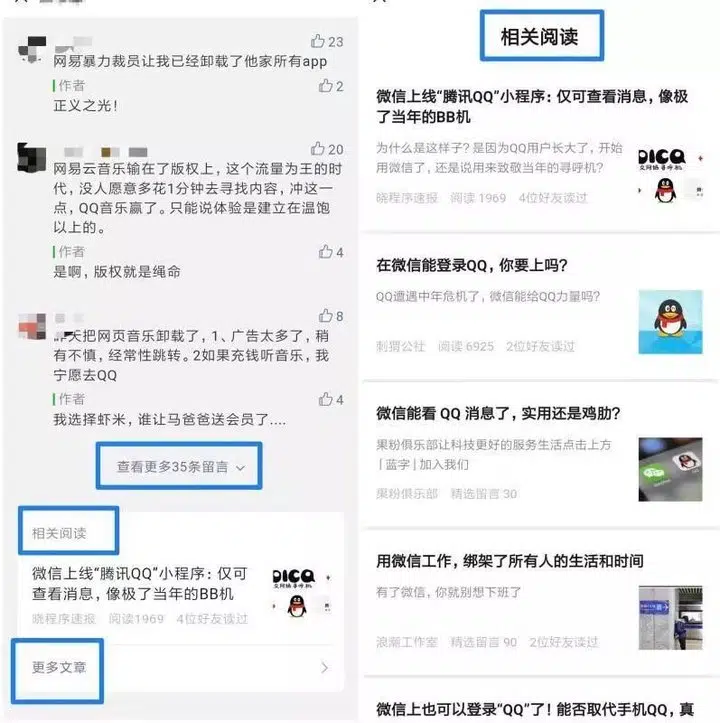 23
网易暴力裁员让我已经卸载了他家所有app
作者
2
正义之光！
20
网易云音乐输在了版权上，这个流量为王的时
代，没人愿意多花1分钟去寻找内容，冲这一
点，QQ音乐赢了。只能说体验是建立在温饱
以上的。
作者
4
是啊，版权就是绳命
8
天把网页音乐卸载了，1、广告太多了，稍
有不慎，经常性跳转。2如果充钱听音乐，我
宁愿去QQ
作者
4
我选择虾米，谁让马爸爸送会员了....
查看更多35条留言
相关阅读
微信上线“腾讯QQ”小程序：仅可
查看消息，像极了当年的BB机
晓程序速报 阅读1969 4位好友读过
更多文章
相关阅读
微信上线“腾讯QQ”小程序：仅可查看消息，像极
了当年的BB机
为什么是这样子？是因为QQ用户长大了，开始
用微信了，还是说用来致敬当年的寻呼机？
晓程序速报 阅读 1969 4位好友读过
在微信能登录QQ，你要上吗？
QQ遭遇中年危机了，微信能给QQ力量吗？
刺猬公社 阅读 6925 2位好友读过
微信能看 QQ 消息了，实用还是鸡肋？
果粉俱乐部让科技更好的服务生活点击上方
| 蓝字 | 加入我们
果粉俱乐部 精选留言 30
用微信工作，绑架了所有人的生活和时间
有了微信，你就别想下班了
浪潮工作室 精选留言 90 2位好友读过
微信上也可以登录“QQ”了！能否取代手机QQ，真